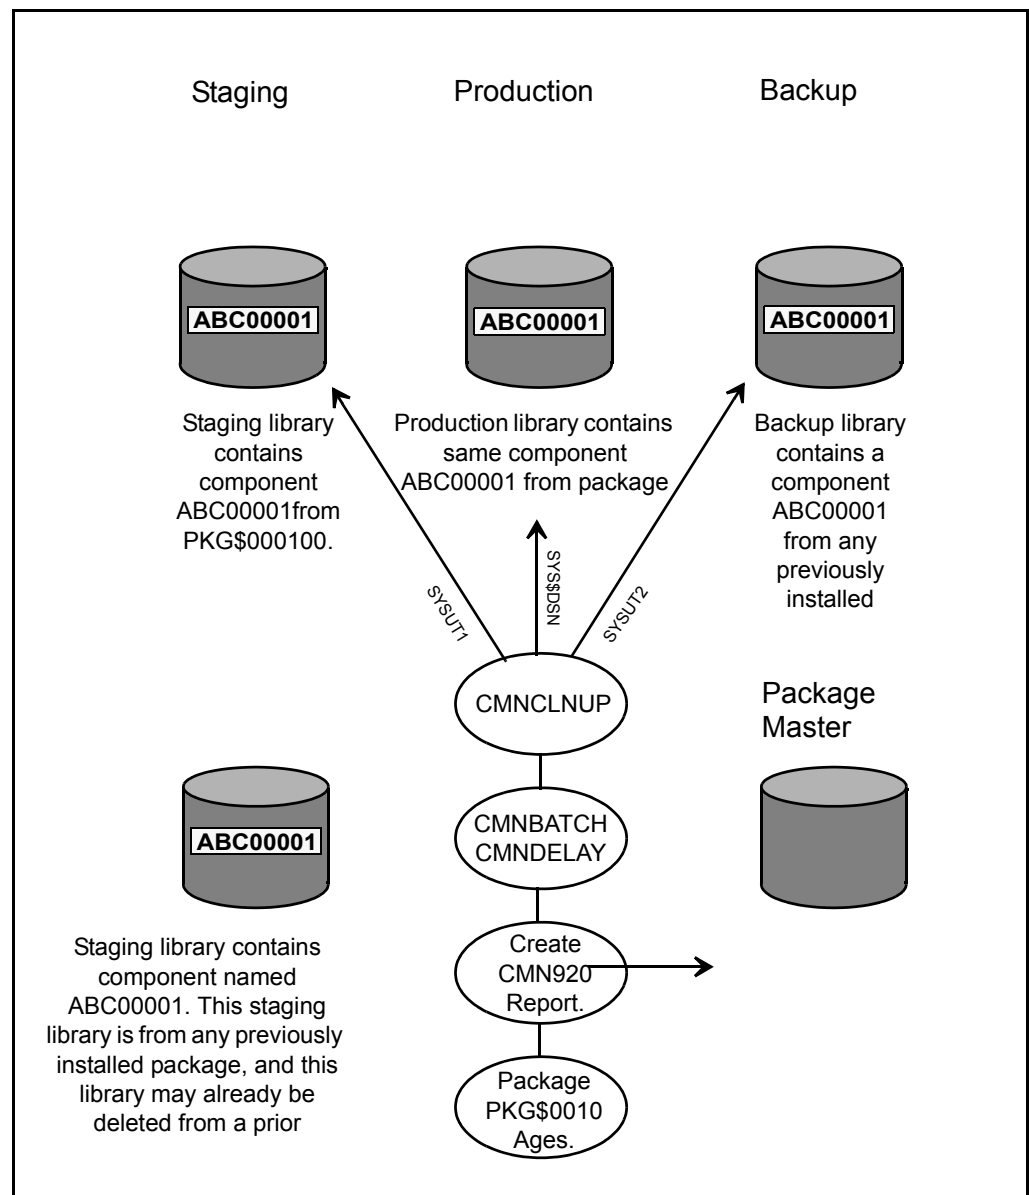 Staging
Production
Backup
ABC00001
ABC00001
ABC00001
Staging library
contains
component
ABC00001from
PKG$000100.
Production library contains
same component
ABC00001 from package
Backup library
contains a
component
ABC00001
from any
previously
installed
SYSUT1
SYS$DSN
SYSUT2
CMNCLNUP
Package
Master
ABC00001
CMNBATCH
CMNDELAY
Staging library contains
component named
ABC00001. This staging
library is from any previously
installed package, and this
library may already be
deleted from a prior
Create
CMN920
Report.
Package
PKG$0010
Ages.